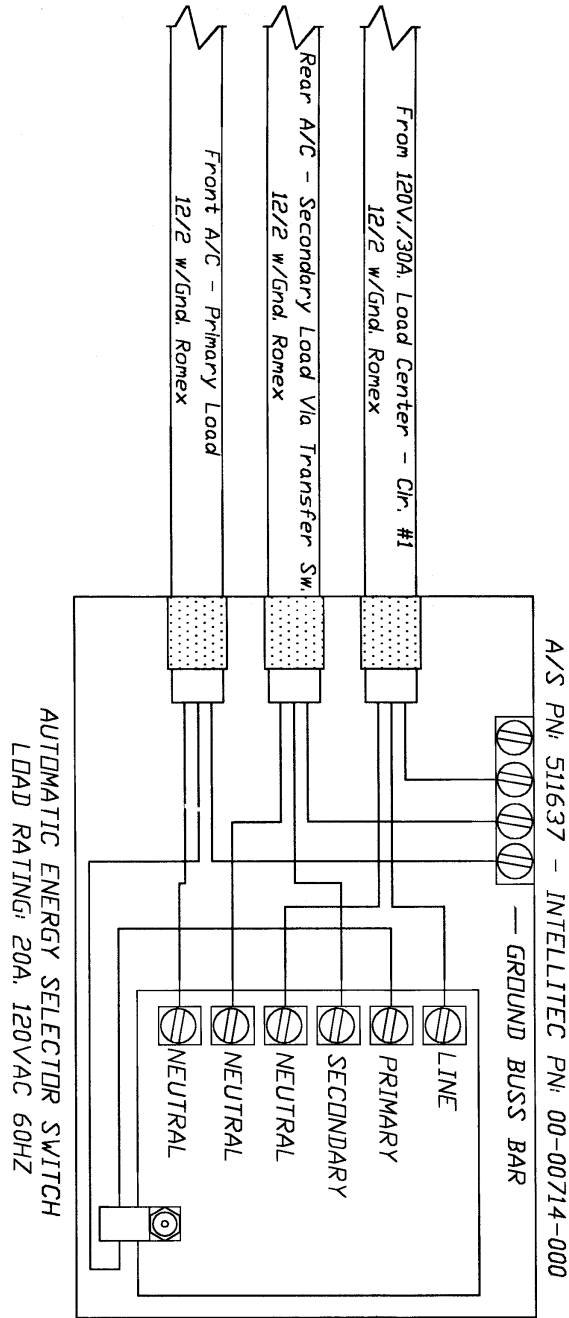 A/S PN: 511637 - INTELLITEC PN: 00-00714-000
GROUND BUSS BAR
From 120V./30A. Load Center - Cir. #1
12/2 w/Gnd. Romex
Rear A/C - Secondary Load Via Transfer Sw.
12/2 w/Gnd. Romex
Front A/C - Primary Load
12/2 w/Gnd. Romex
LINE
PRIMARY
SECONDARY
NEUTRAL
NEUTRAL
NEUTRAL
AUTOMATIC ENERGY SELECTOR SWITCH
LOAD RATING: 20A. 120VAC 60HZ